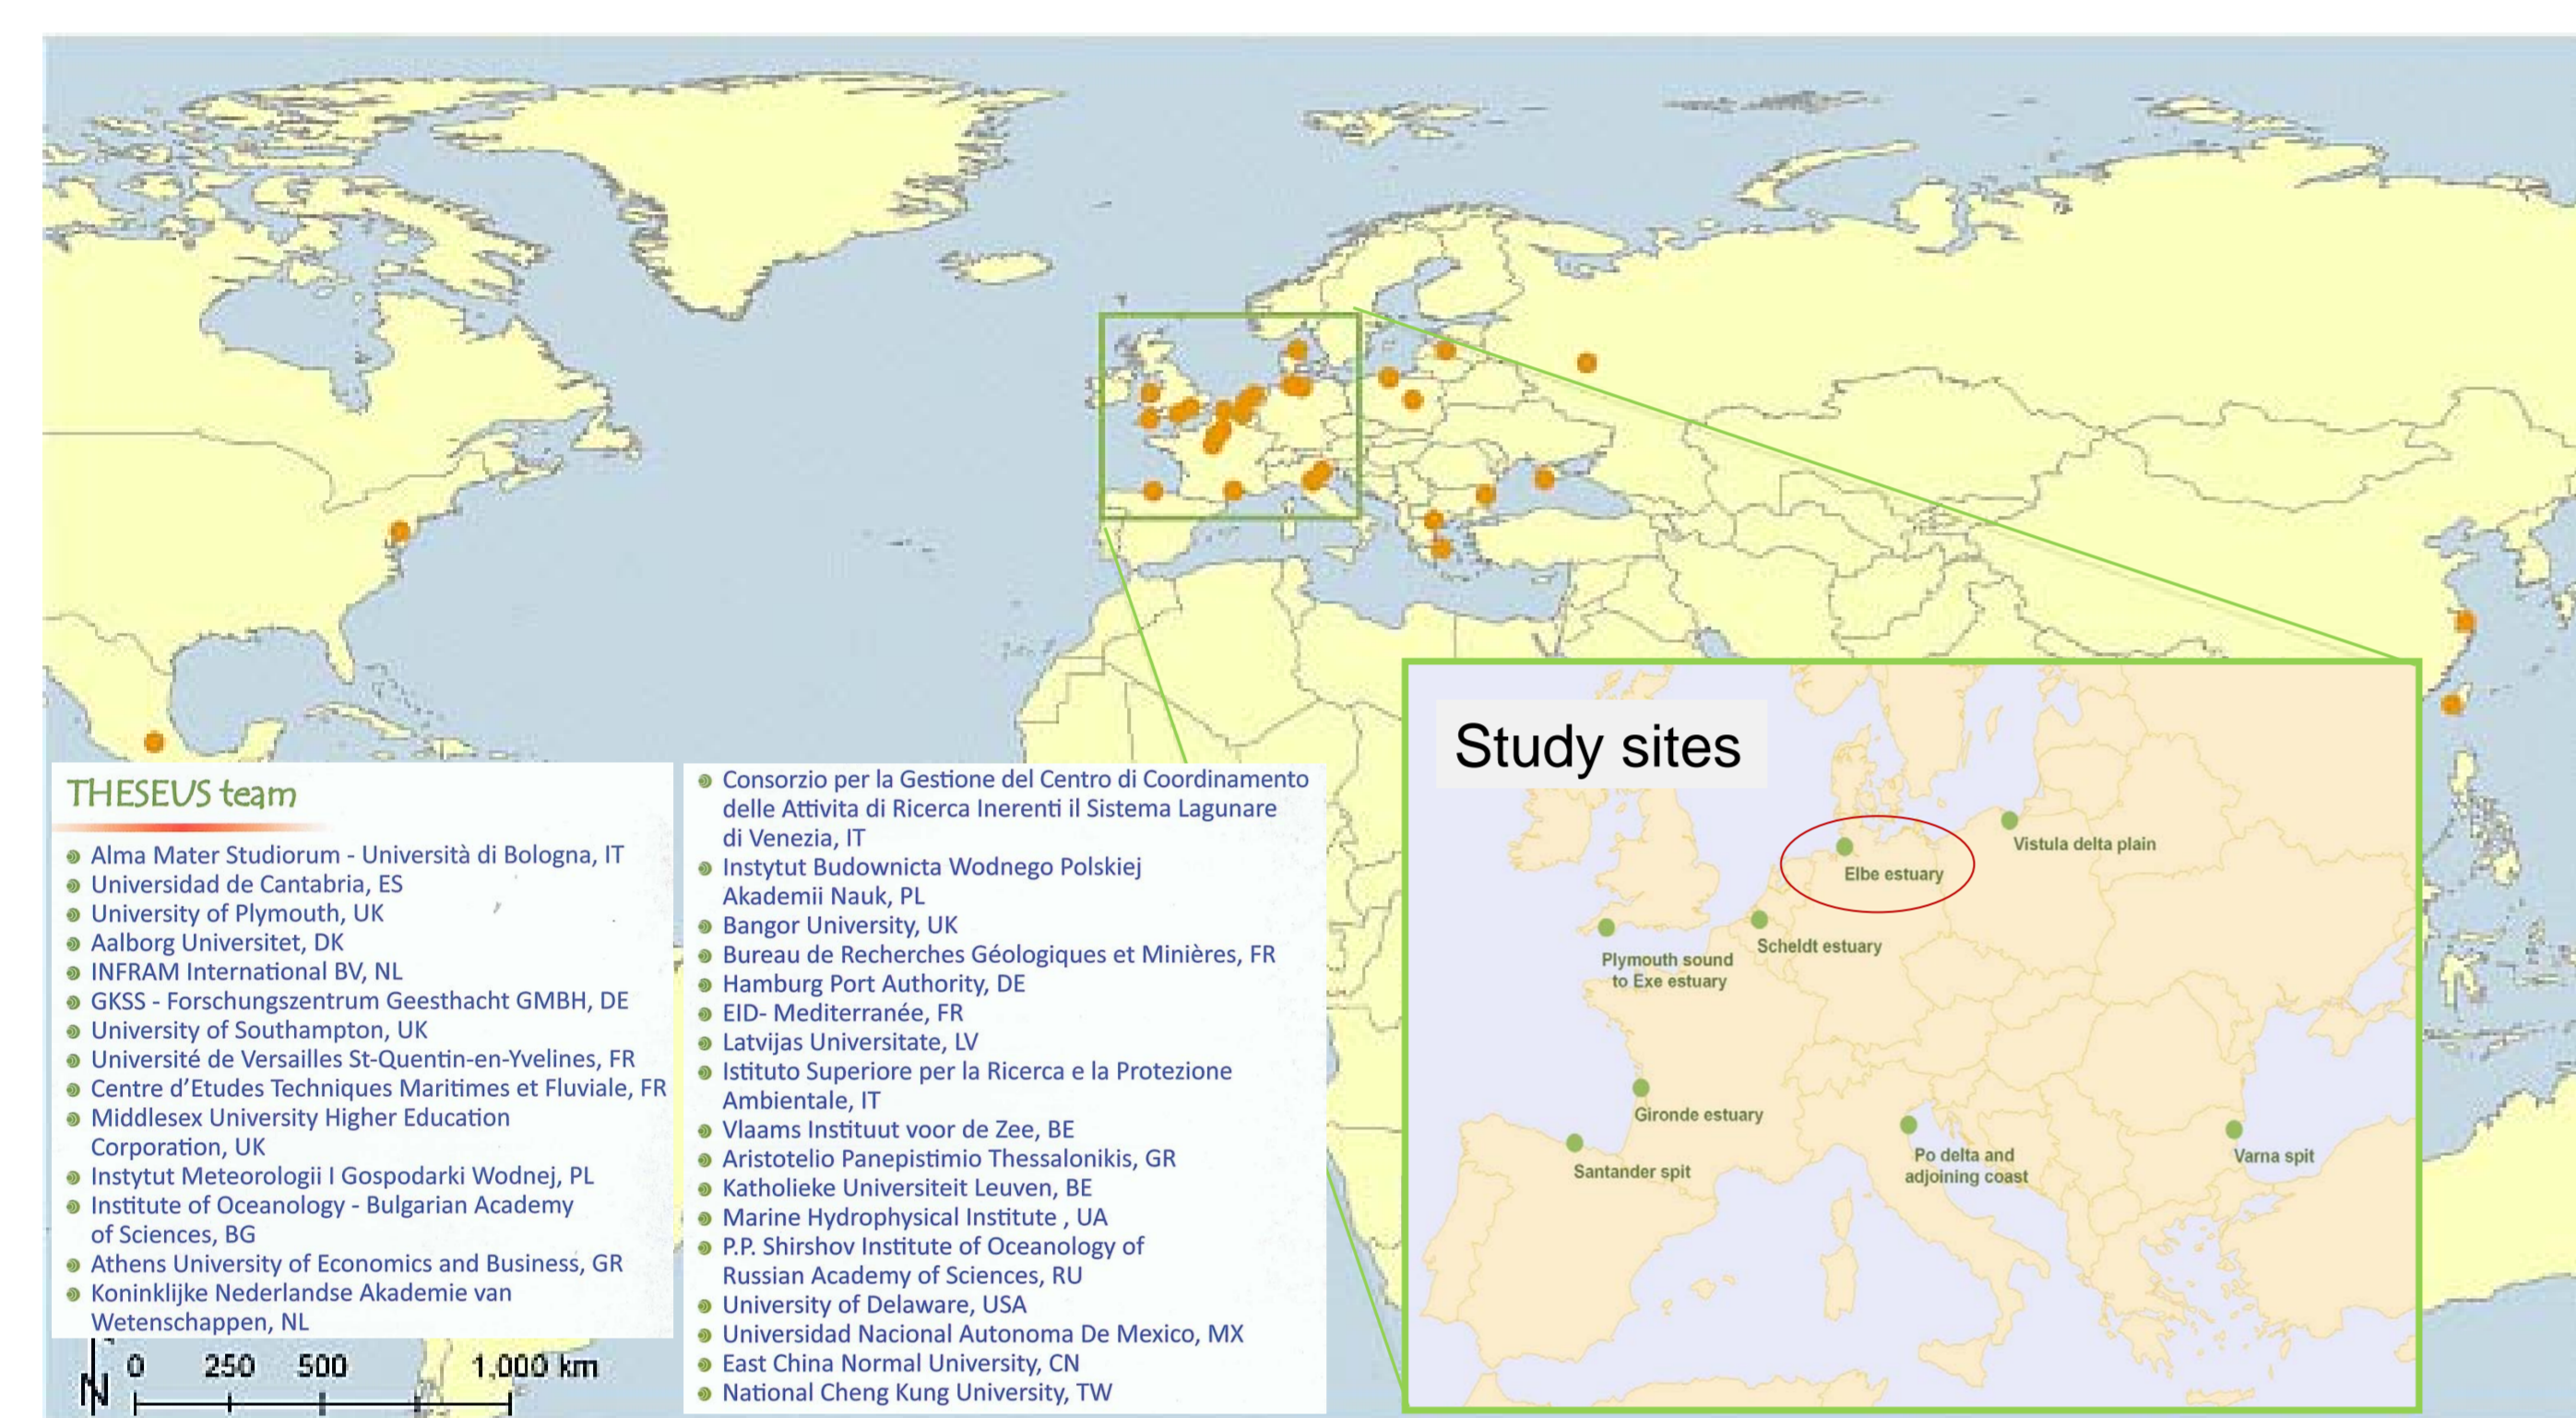 THESEUS team
Alma Mater Studiorum - Università di Bologna, IT
Universidad de Cantabria, ES
University of Plymouth, UK
Aalborg Universitet, DK
INFRAM International BV, NL
GKSS - Forschungszentrum Geesthacht GMBH, DE
University of Southampton, UK
Université de Versailles St-Quentin-en-Yvelines, FR
Centre d'Etudes Techniques Maritimes et Fluviale, FR
Middlesex University Higher Education
Corporation, UK
Instytut Meteorologii I Gospodarki Wodnej, PL
Institute of Oceanology - Bulgarian Academy
of Sciences, BG
Athens University of Economics and Business, GR
Koninklijke Nederlandse Akademie van
Wetenschappen, NL
Consorzio per la Gestione del Centro di Coordinamento
delle Attivita di Ricerca Inerenti il Sistema Lagunare
di Venezia, IT
Instytut Budownicta Wodnego Polskiej
Akademii Nauk, PL
Bangor University, UK
Bureau de Recherches Géologiques et Minières, FR
Hamburg Port Authority, DE
EID- Mediterranée, FR
Latvijas Universitate, LV
Istituto Superiore per la Ricerca e la Protezione
Ambientale, IT
Vlaams Instituut voor de Zee, BE
Aristotelio Panepistimio Thessalonikis, GR
Katholieke Universiteit Leuven, BE
Marine Hydrophysical Institute , UA
P.P. Shirshov Institute of Oceanology of
Russian Academy of Sciences, RU
University of Delaware, USA
Universidad Nacional Autonoma De Mexico, MX
East China Normal University, CN
National Cheng Kung University, TW
N
0 250 500 1,000 km
Study sites
Vistula delta plain
Elbe estuary
Scheldt estuary
Plymouth sound
to Exe estuary
Gironde estuary
Santander spit
Po delta and
adjoining coast
Varna spit